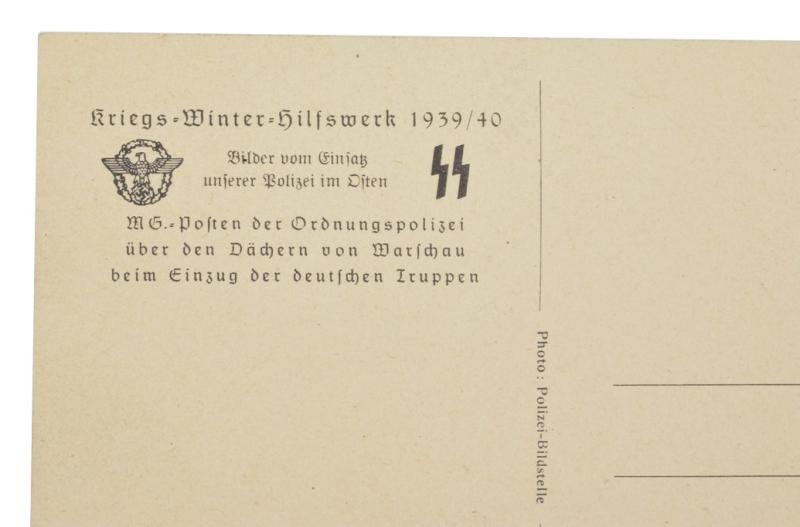 Kriegs-Winter-Hilfswerk 1939/40
Bilder vom Einsatz
unserer Polizei im Osten
MG.-Posten der Ordnungspolizei
über den Dächern von Warschau
beim Einzug der deutschen Truppen
Photo: Polizei-Bildstelle